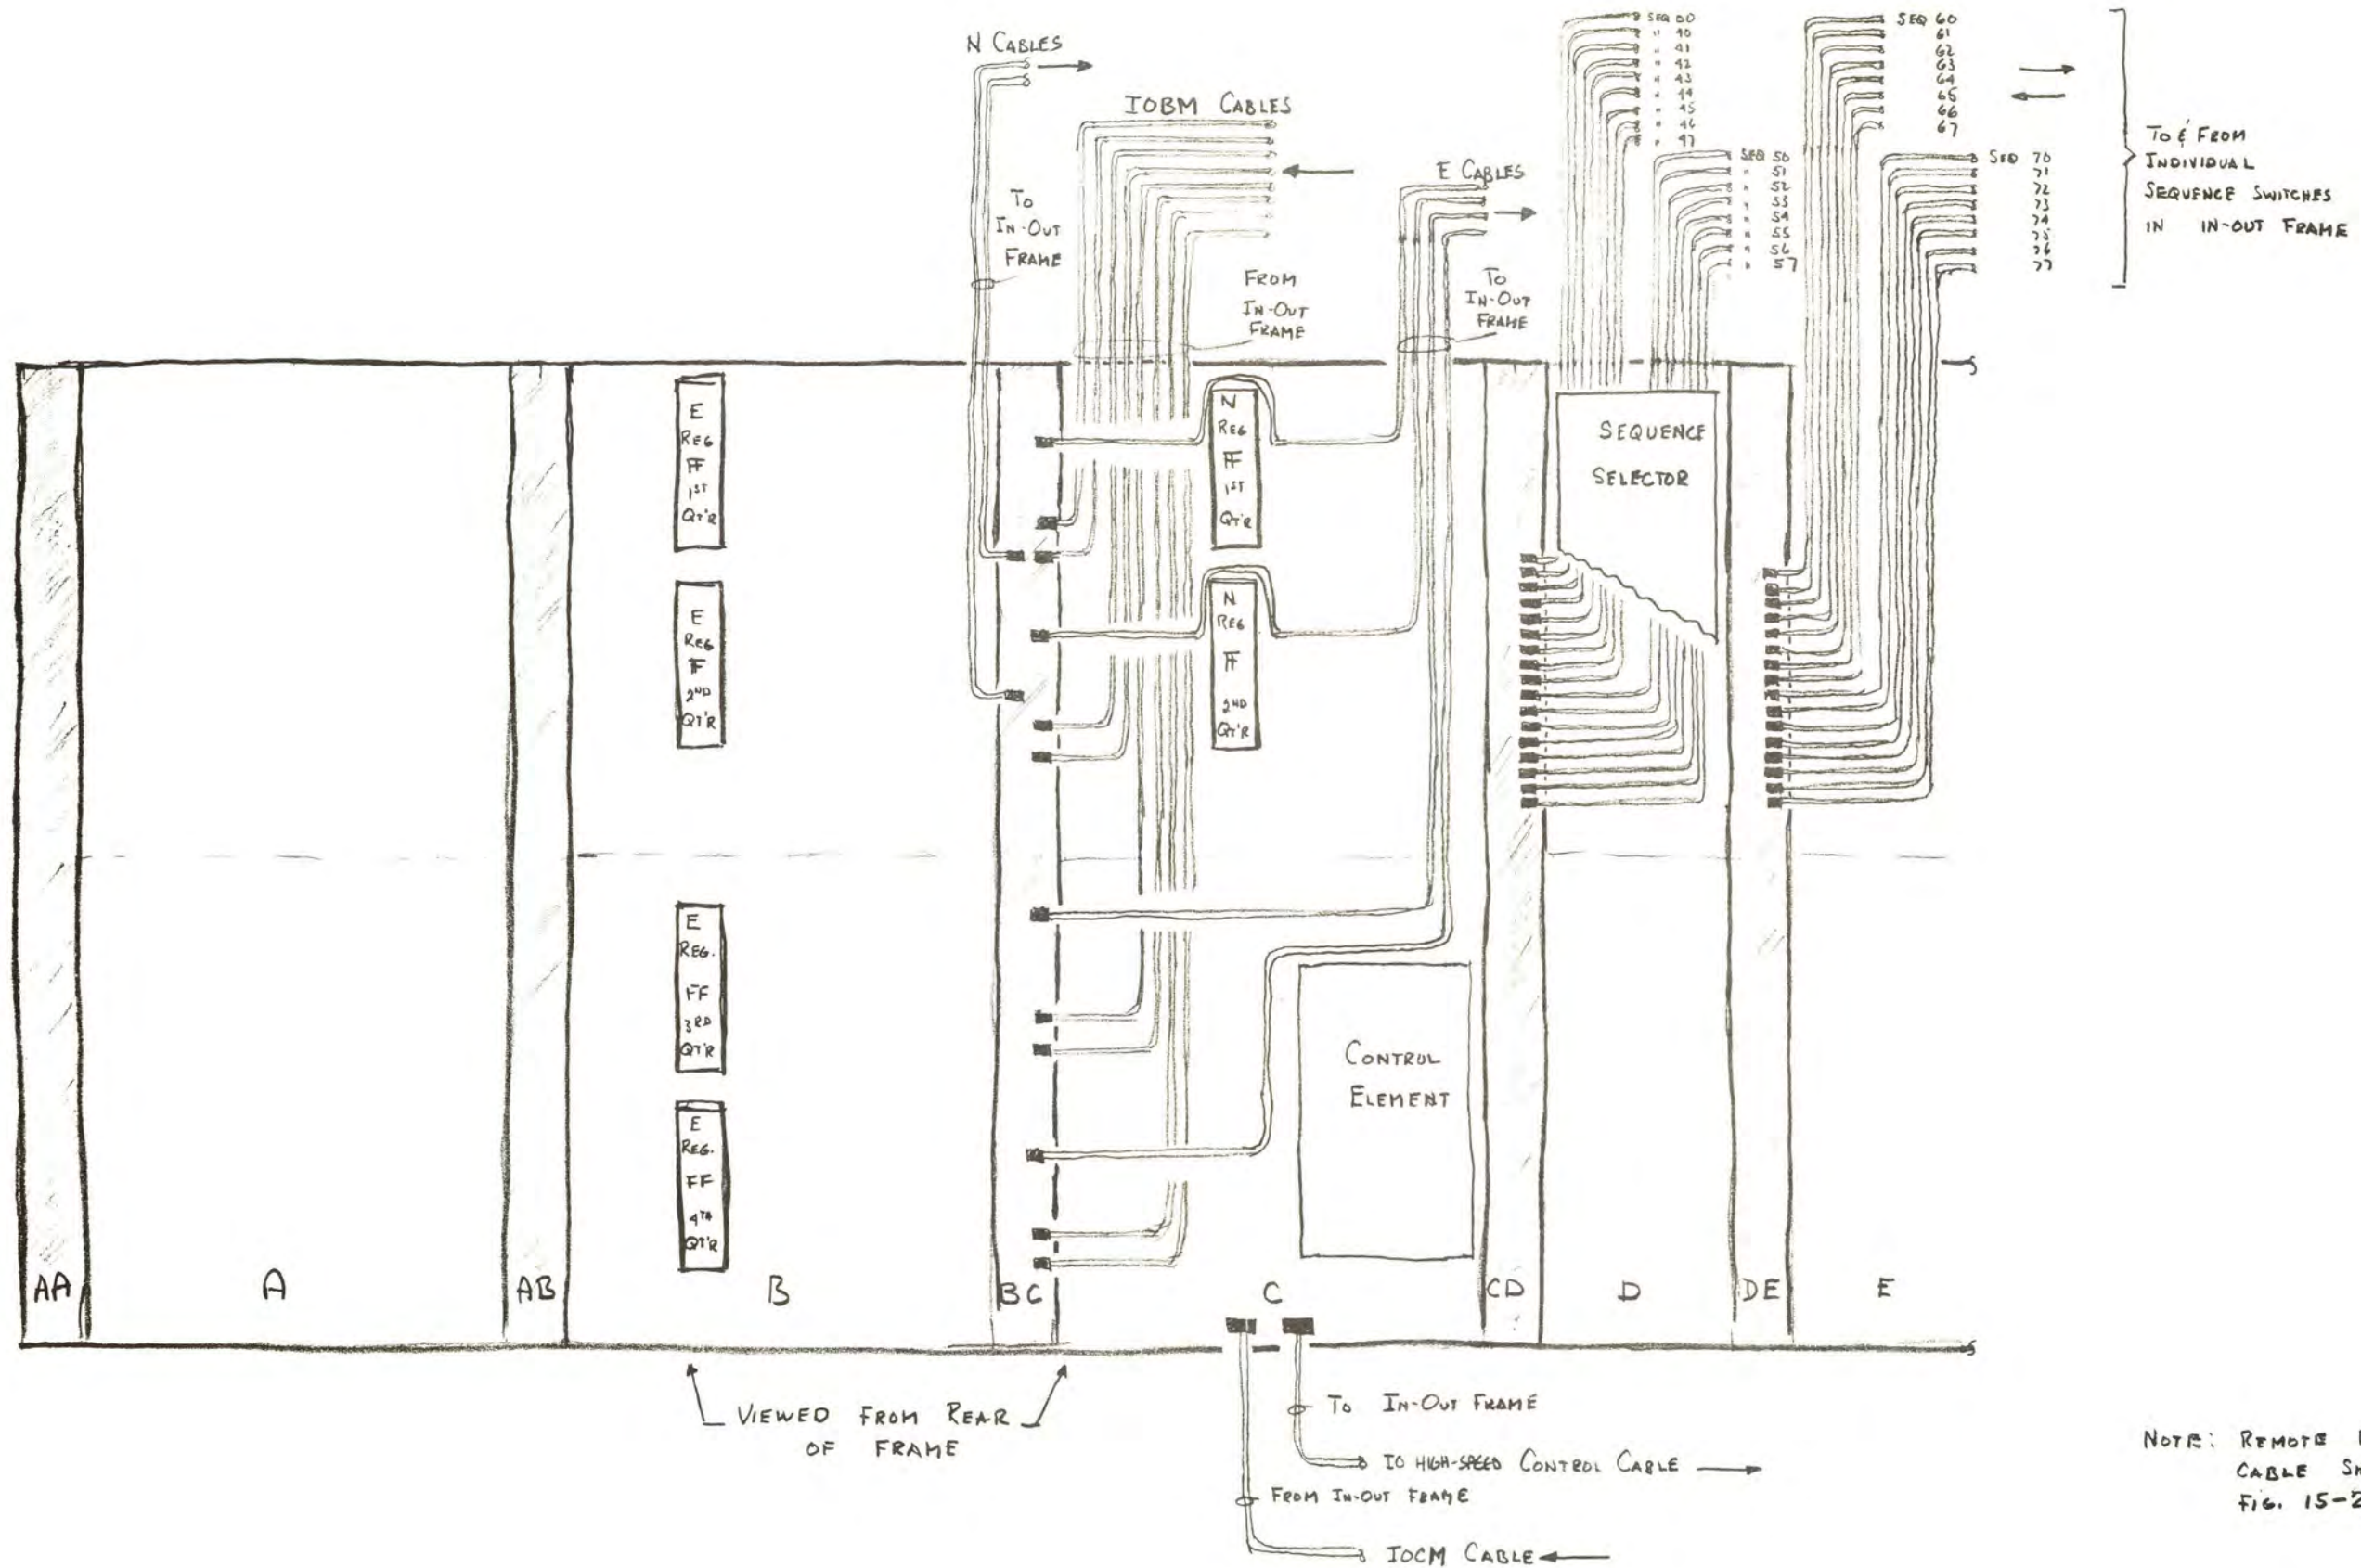 N CABLES
To
IN-OUT
FRAME
IOBM CABLES
FROM
IN-OUT
FRAME
E CABLES
To
IN-OUT
FRAME
SEQ 00
" 40
" 41
" 42
" 43
" 44
" 45
" 46
" 47
SEQ 50
" 51
" 52
" 53
" 54
" 55
" 56
" 57
SEQ 60
61
62
63
64
65
66
67
SEQ 70
71
72
73
74
75
76
77
To & FROM
INDIVIDUAL
SEQUENCE SWITCHES
IN IN-OUT FRAME
E
REG
FF
1ST
QT'R
E
REG
FF
2ND
QT'R
E
REG.
FF
3RD
QT'R
E
REG.
FF
4TH
QT'R
N
REG
FF
1ST
QT'R
N
REG
FF
2ND
QT'R
SEQUENCE
SELECTOR
CONTROL
ELEMENT
AA
A
AB
B
BC
C
CD
D
DE
E
VIEWED FROM REAR
OF FRAME
To IN-OUT FRAME
IO HIGH-SPEED CONTROL CABLE
FROM IN-OUT FRAME
IOCM CABLE
NOTE: REMOTE
CABLE
FIG. 15-2